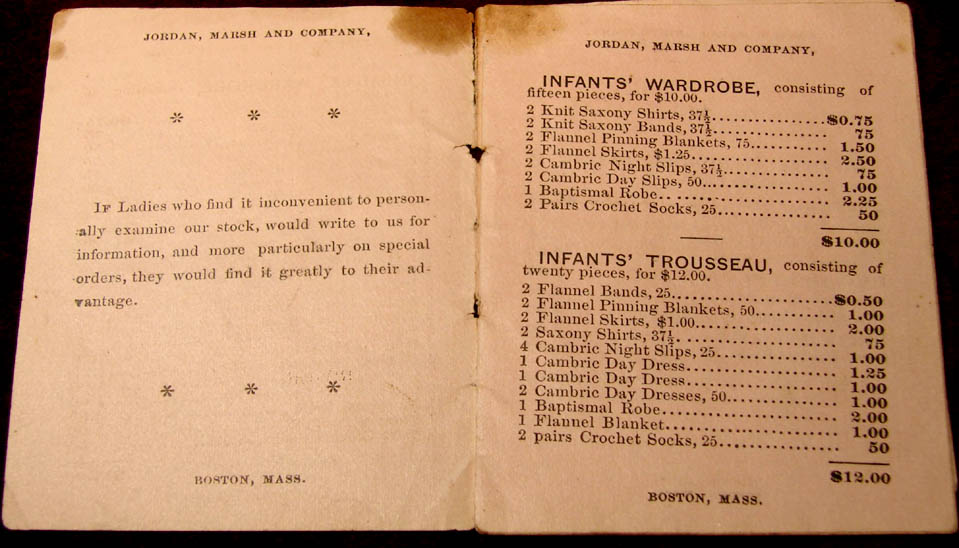 JORDAN, MARSH AND COMPANY,
* * *
IF Ladies who find it inconvenient to person-
ally examine our stock, would write to us for
information, and more particularly on special
orders, they would find it greatly to their ad-
vantage.
* * *
BOSTON, MASS.
JORDAN, MARSH AND COMPANY,
INFANTS' WARDROBE, consisting of
fifteen pieces, for $10.00.
2 Knit Saxony Shirts, 37½................$0.75
2 Knit Saxony Bands, 37½................ 75
2 Flannel Pinning Blankets, 75........... 1.50
2 Flannel Skirts, $1.25.................. 2.50
2 Cambric Night Slips, 37½............... 75
2 Cambric Day Slips, 50.................. 1.00
1 Baptismal Robe......................... 2.25
2 Pairs Crochet Socks, 25................ 50
$10.00
INFANTS' TROUSSEAU, consisting of
twenty pieces, for $12.00.
2 Flannel Bands, 25......................$0.50
2 Flannel Pinning Blankets, 50........... 1.00
2 Flannel Skirts, $1.00.................. 2.00
2 Saxony Shirts, 37½..................... 75
4 Cambric Night Slips, 25................ 1.00
1 Cambric Day Dress...................... 1.25
1 Cambric Day Dress...................... 1.00
2 Cambric Day Dresses, 50................ 1.00
1 Baptismal Robe......................... 2.00
1 Flannel Blanket........................ 1.00
2 pairs Crochet Socks, 25................ 50
$12.00
BOSTON, MASS.